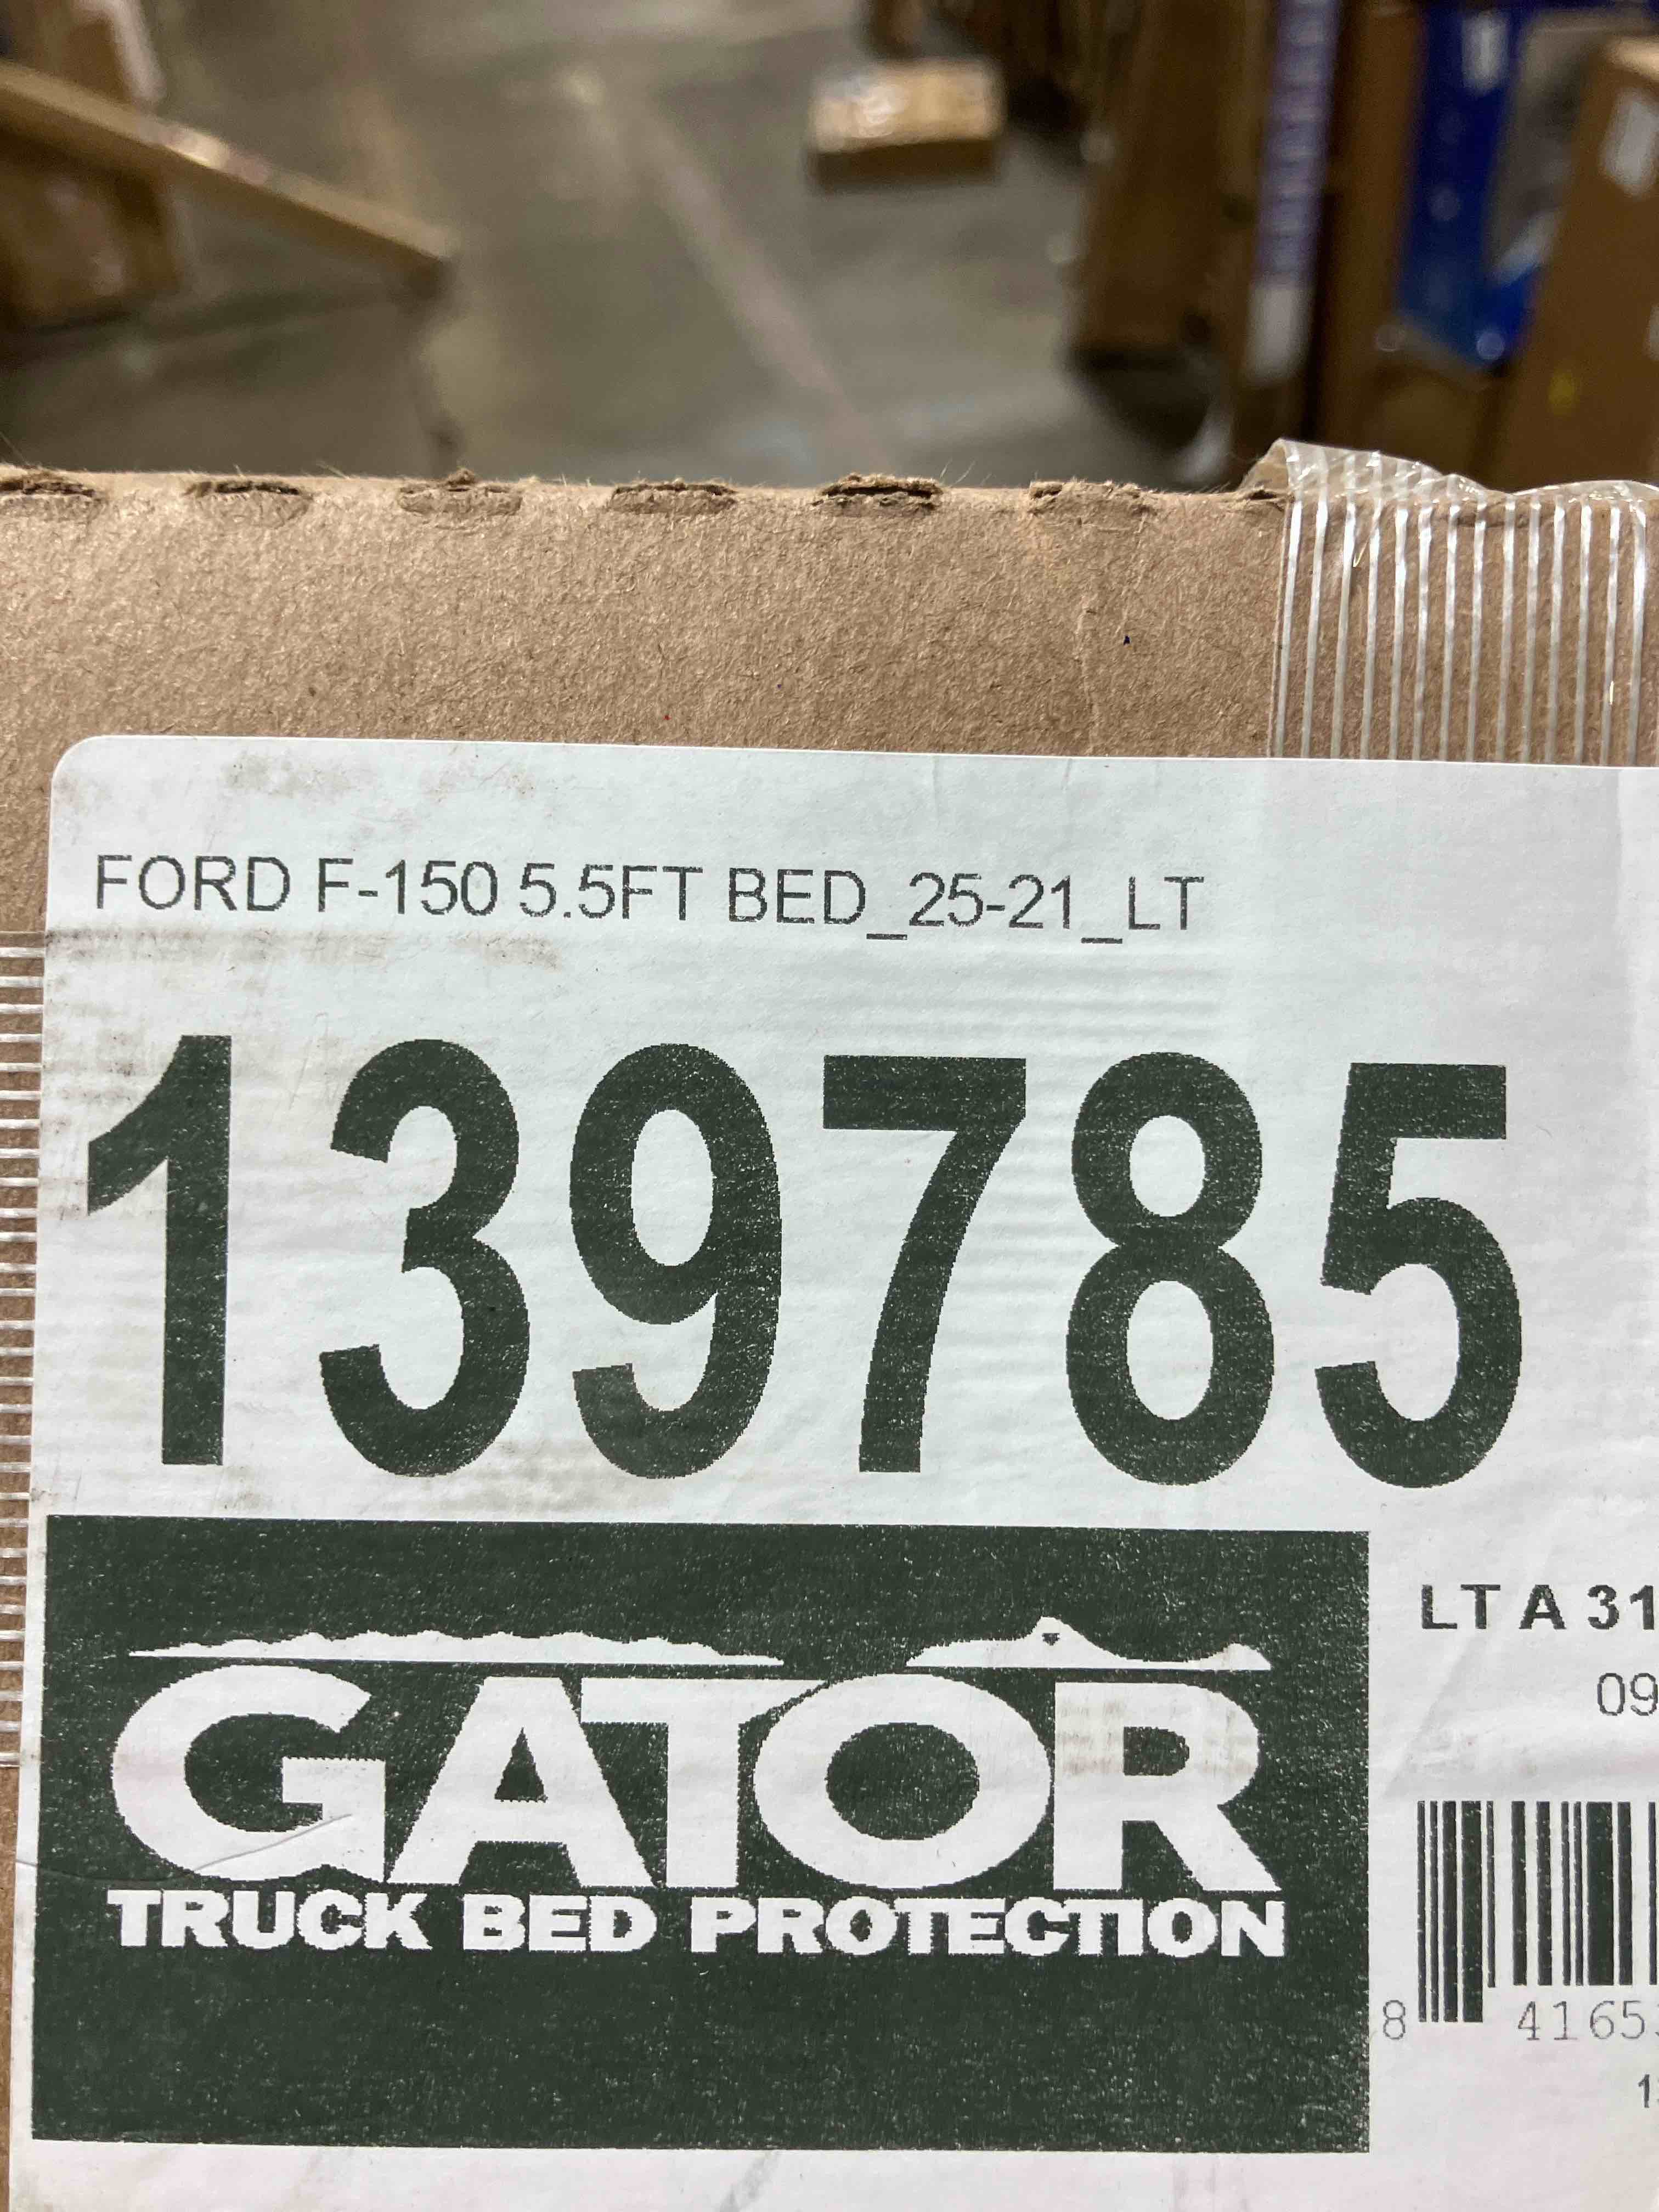 FORD F-150 5.5FT BED_25-21_LT
139785
GATOR
TRUCK BED PROTECTION
LT A 31
09
8 4165